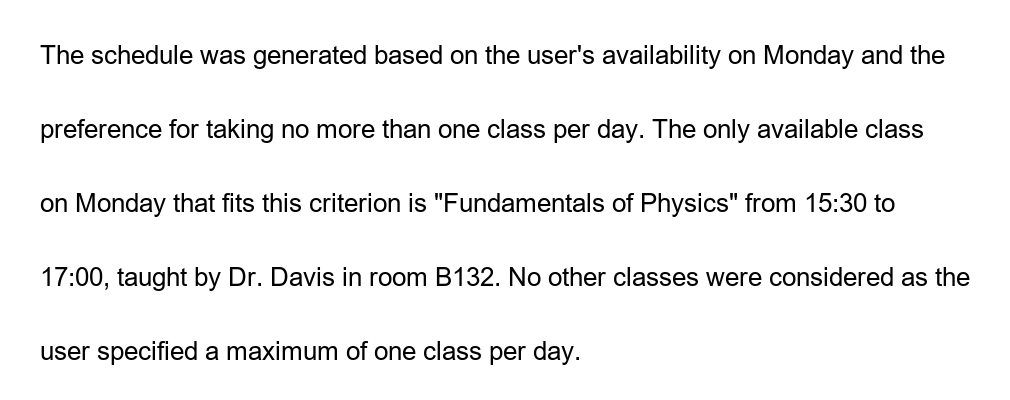 The schedule was generated based on the user's availability on Monday and the
preference for taking no more than one class per day. The only available class
on Monday that fits this criterion is "Fundamentals of Physics" from 15:30 to
17:00, taught by Dr. Davis in room B132. No other classes were considered as the
user specified a maximum of one class per day.